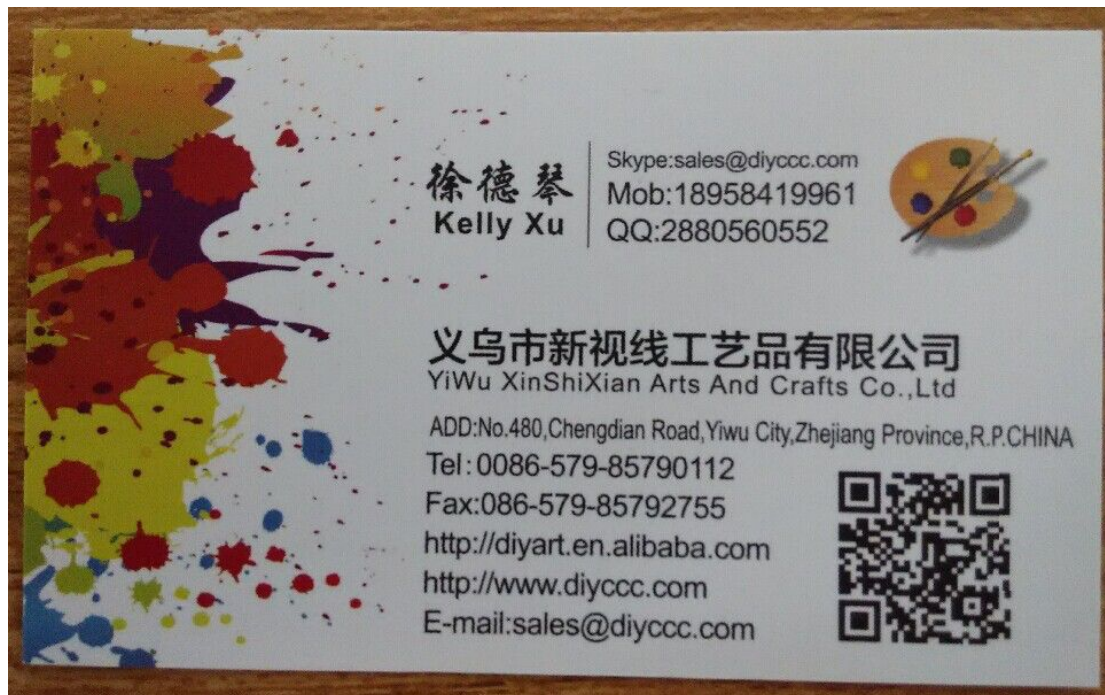 徐德琴
Kelly Xu
Skype:sales@diyccc.com
Mob:18958419961
QQ:2880560552
义乌市新视线工艺品有限公司
YiWu XinShiXian Arts And Crafts Co.,Ltd
ADD:No.480,Chengdian Road,Yiwu City,Zhejiang Province,R.P.CHINA
Tel:0086-579-85790112
Fax:086-579-85792755
http://diyart.en.alibaba.com
http://www.diyccc.com
E-mail:sales@diyccc.com